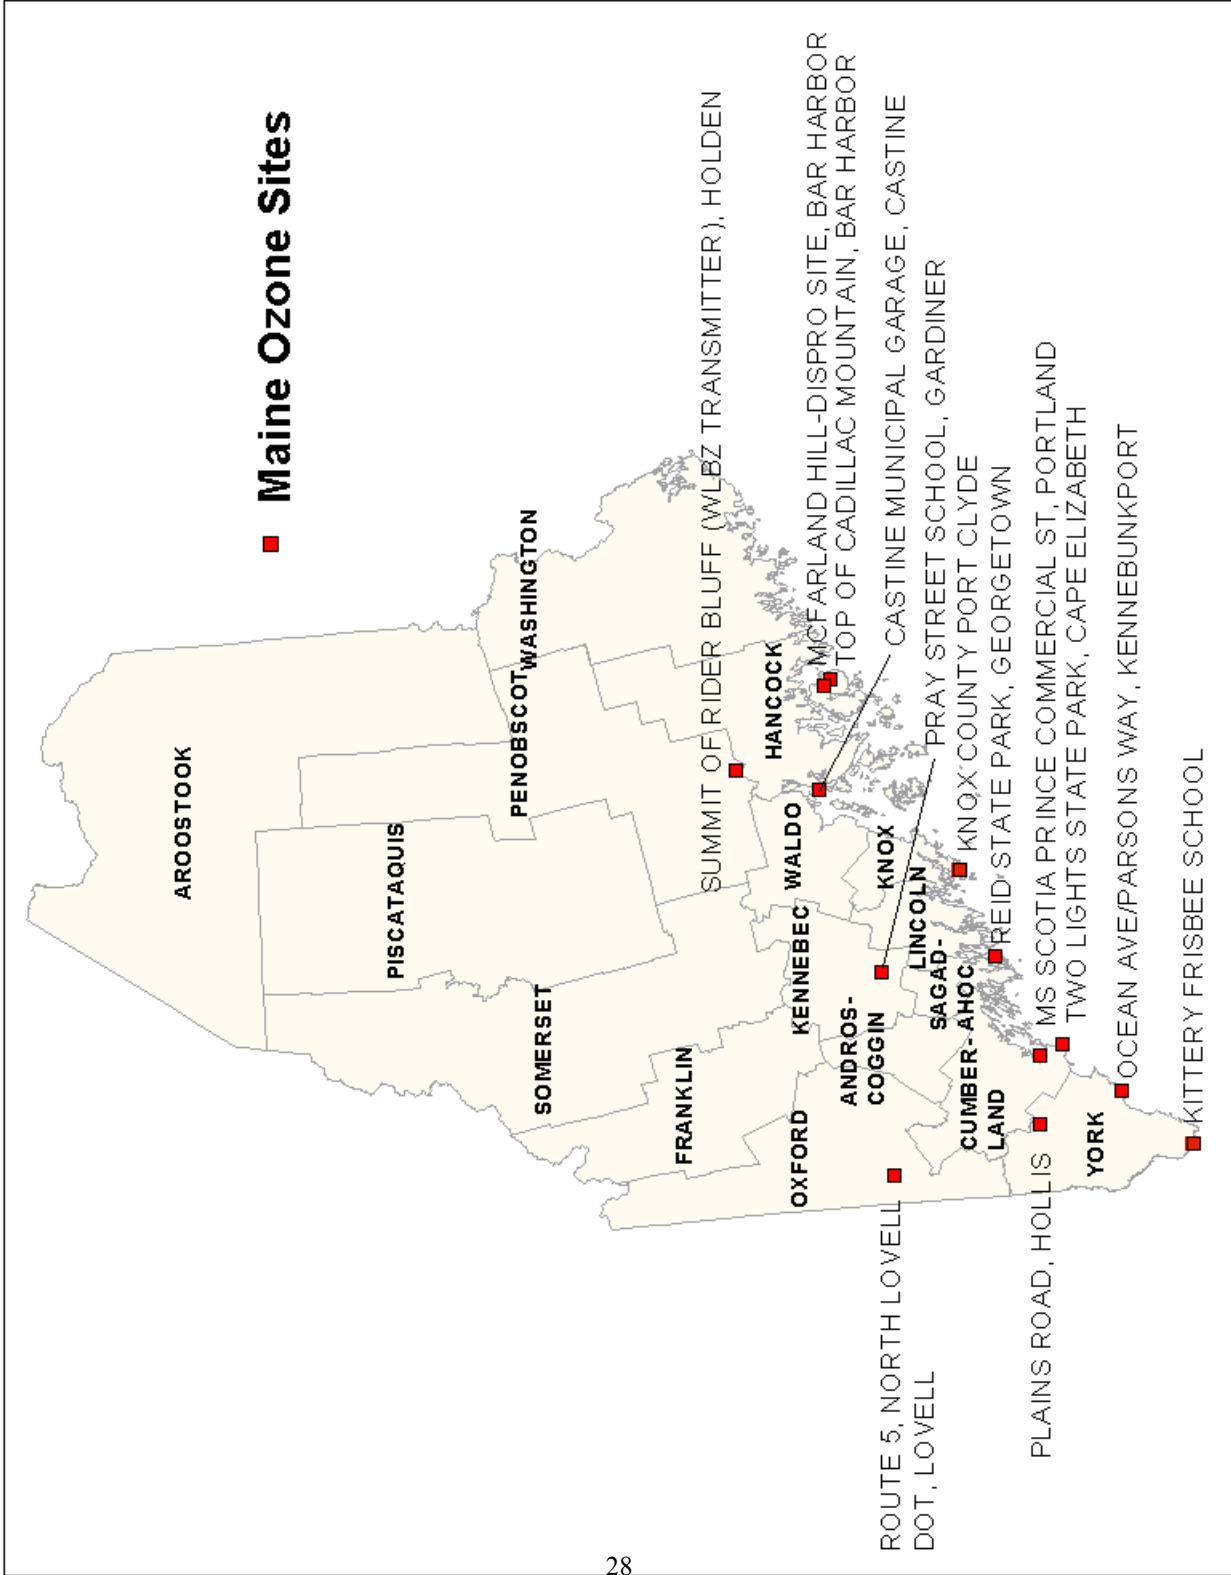 Maine Ozone Sites
AROOSTOOK
PISCATAQUIS
PENOBSCOT
WASHINGTON
SOMERSET
FRANKLIN
HANCOCK
OXFORD
KENNEBEC
WALDO
ANDROS-
COGGIN
KNOX
LINCOLN
SAGAD-
AHOC
CUMBER-
LAND
YORK
SUMMIT OF RIDER BLUFF (WLBZ TRANSMITTER), HOLDEN
MCFARLAND HILL-DISPRO SITE, BAR HARBOR
TOP OF CADILLAC MOUNTAIN, BAR HARBOR
CASTINE MUNICIPAL GARAGE, CASTINE
PRAY STREET SCHOOL, GARDINER
KNOX COUNTY PORT CLYDE
REID STATE PARK, GEORGETOWN
MS SCOTIA PRINCE COMMERCIAL ST, PORTLAND
TWO LIGHTS STATE PARK, CAPE ELIZABETH
OCEAN AVE/PARSONS WAY, KENNEBUNKPORT
KITTERY FRISBEE SCHOOL
ROUTE 5, NORTH LOVELL
DOT, LOVELL
PLAINS ROAD, HOLLIS
28